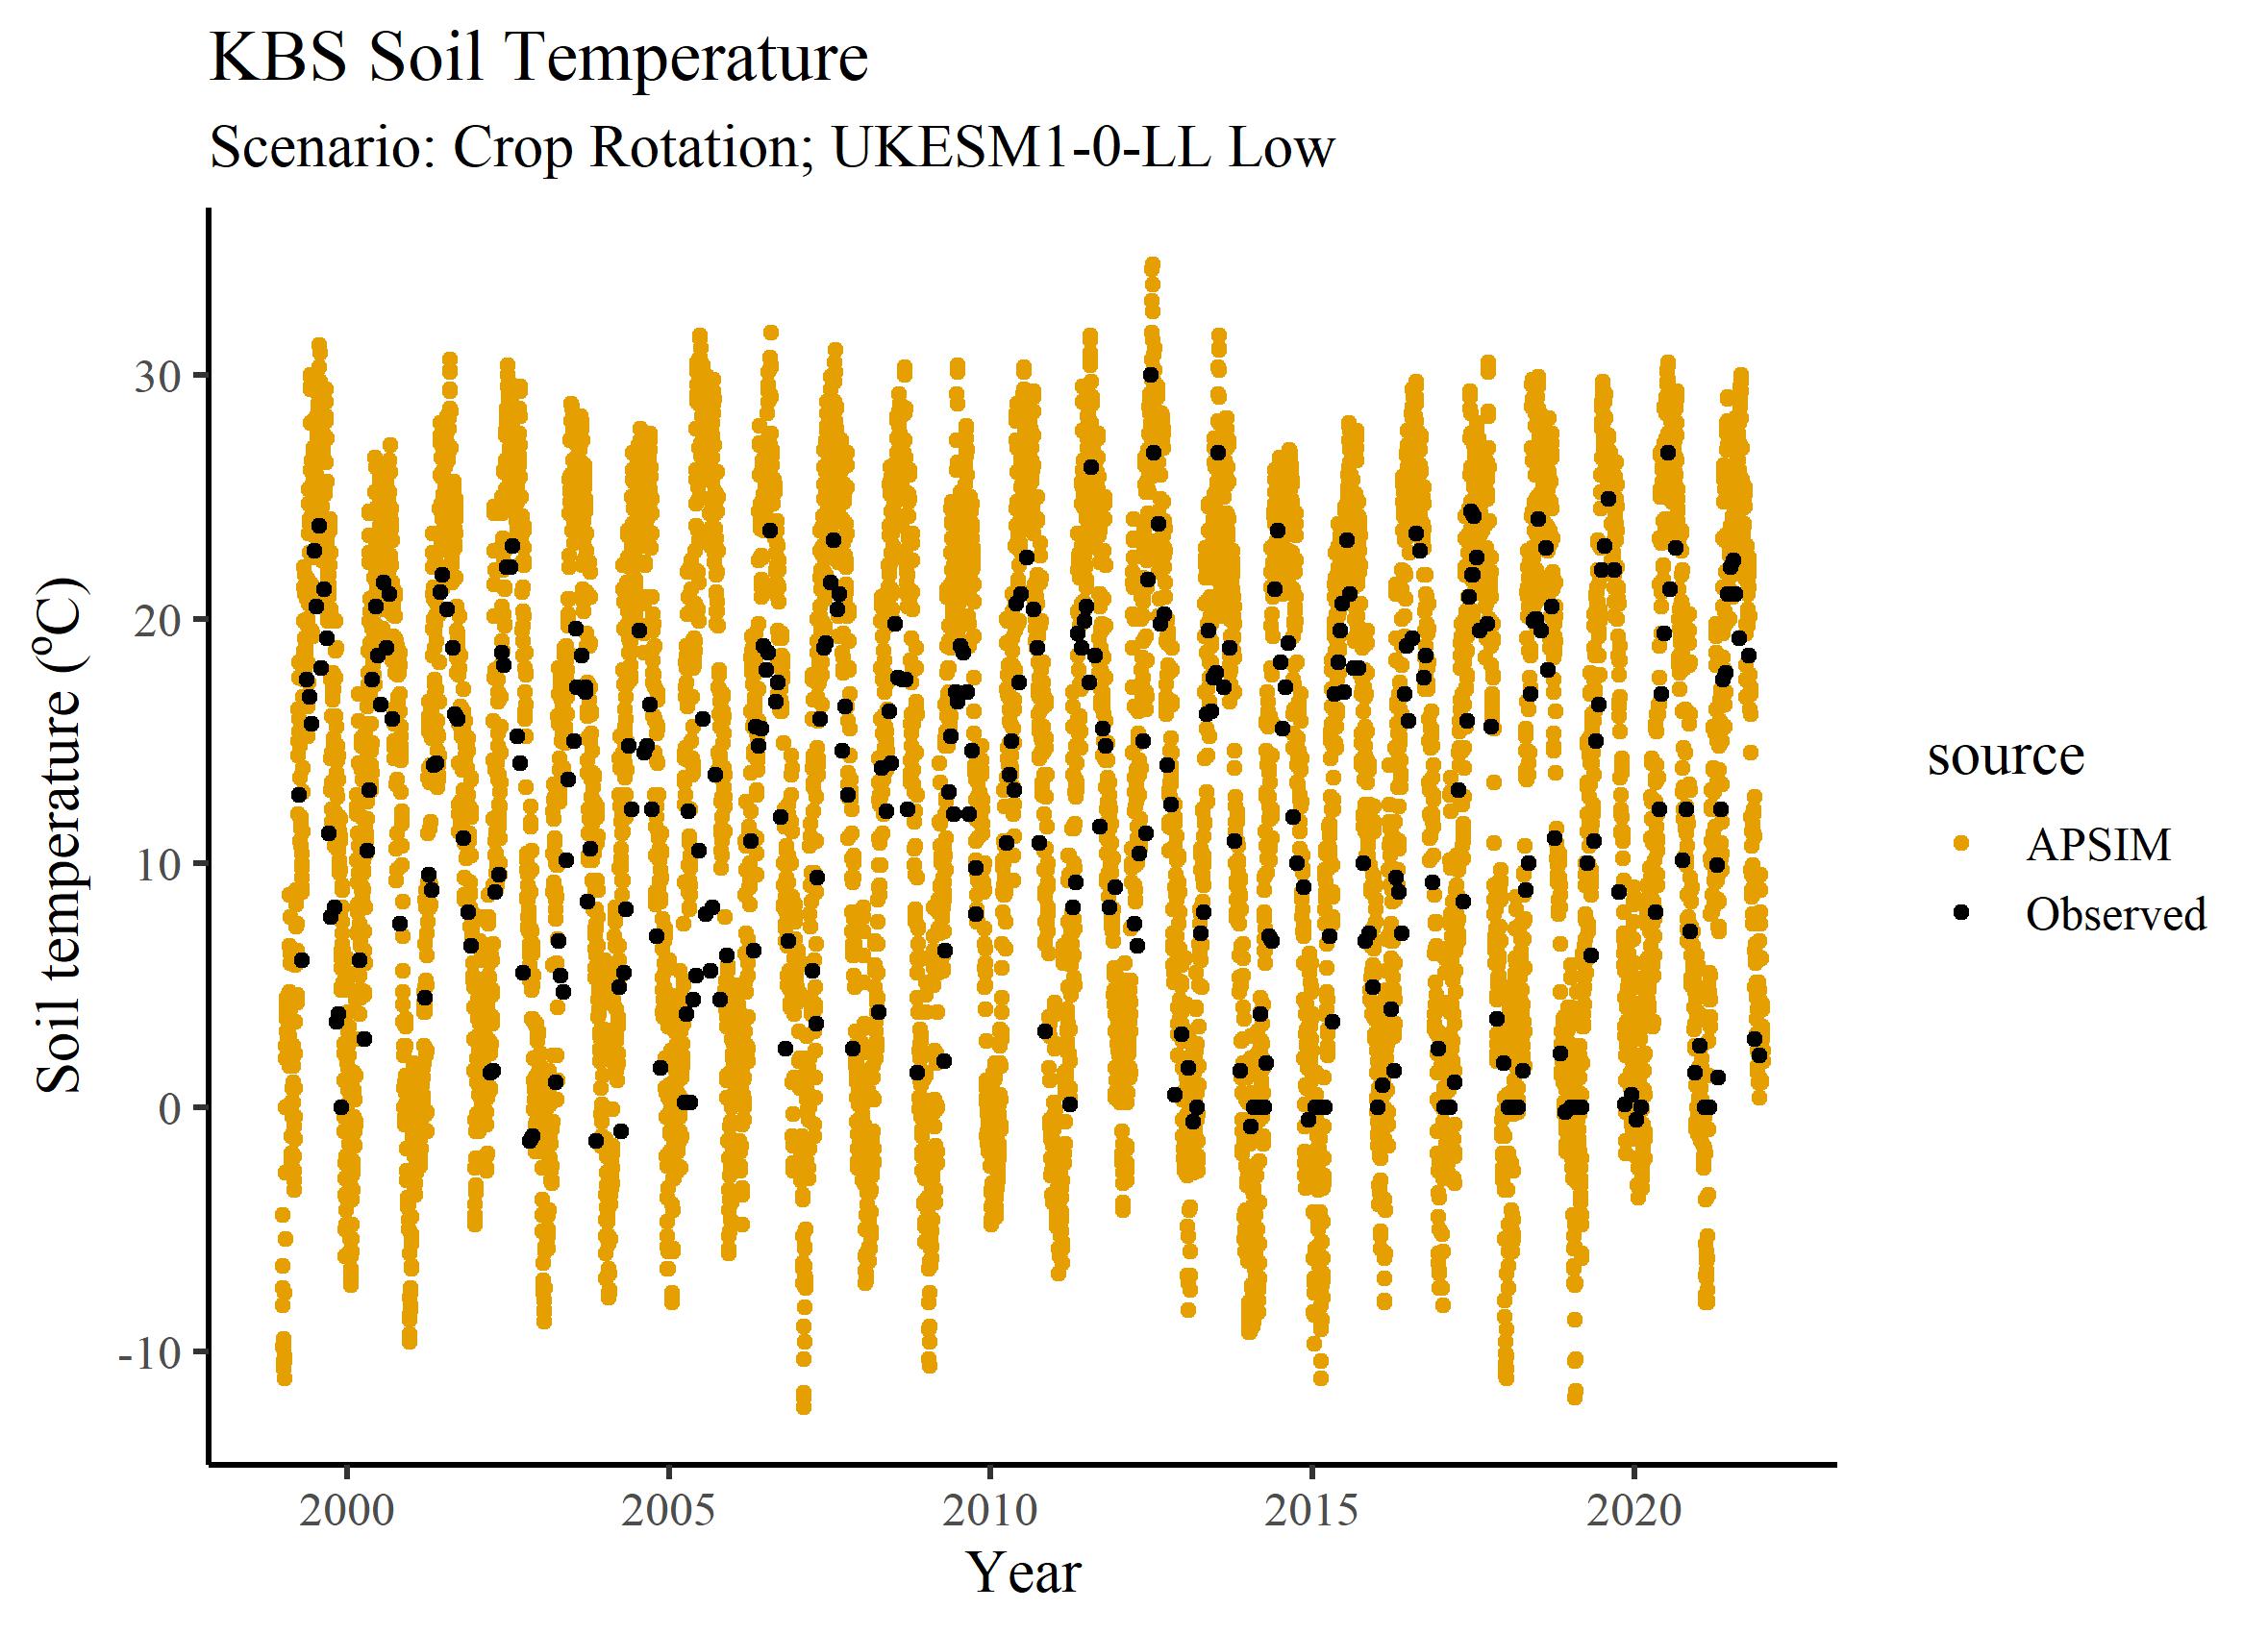 KBS Soil Temperature
Scenario: Crop Rotation; UKESM1-0-LL Low
Soil temperature (°C)
30
20
10
0
-10
2000 2005 2010 2015 2020
Year
source
APSIM
Observed